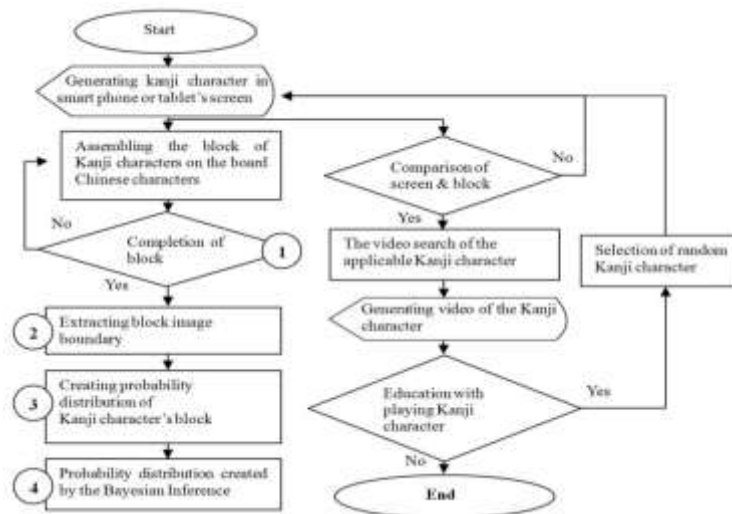 Start
Generating kanji character in
smart phone or tablet's screen
Assembling the block of
Kanji characters on the board
Chinese characters
No
Completion of
block
1
Yes
2
Extracting block image
boundary
3
Creating probability
distribution of
Kanji character's block
4
Probability distribution created
by the Bayesian Inference
Comparison of
screen & block
No
Yes
The video search of the
applicable Kanji character
Generating video of the Kanji
character
Education with
playing Kanji
character
Yes
No
End
Selection of random
Kanji character